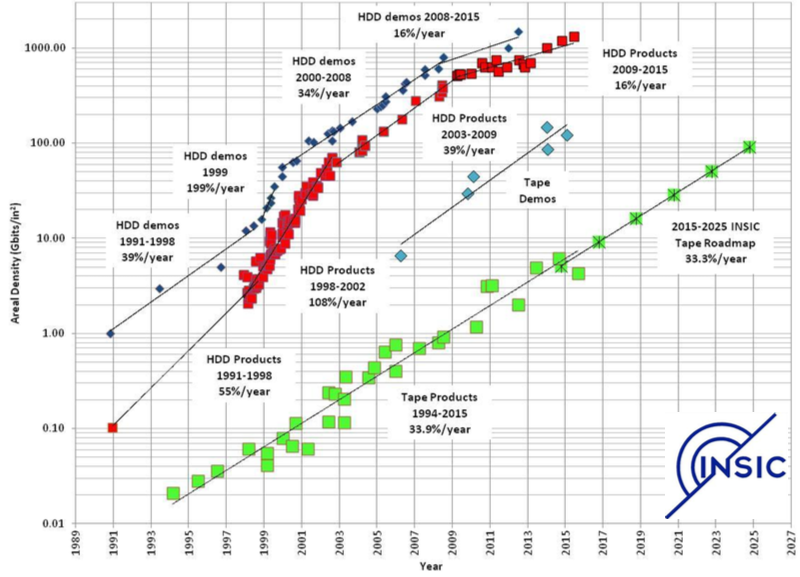 HDD demos 2008-2015
16%/year
HDD demos
2000-2008
34%/year
HDD Products
2009-2015
16%/year
HDD Products
2003-2009
39%/year
HDD demos
1999
199%/year
Tape
Demos
HDD demos
1991-1998
39%/year
2015-2025 INSIC
Tape Roadmap
33.3%/year
HDD Products
1998-2002
108%/year
HDD Products
1991-1998
55%/year
Tape Products
1994-2015
33.9%/year
INSIC
Areal Density (Gbits/in²)
1000.00
100.00
10.00
1.00
0.10
0.01
1989
1991
1993
1995
1997
1999
2001
2003
2005
2007
2009
2011
2013
2015
2017
2019
2021
2023
2025
2027
Year